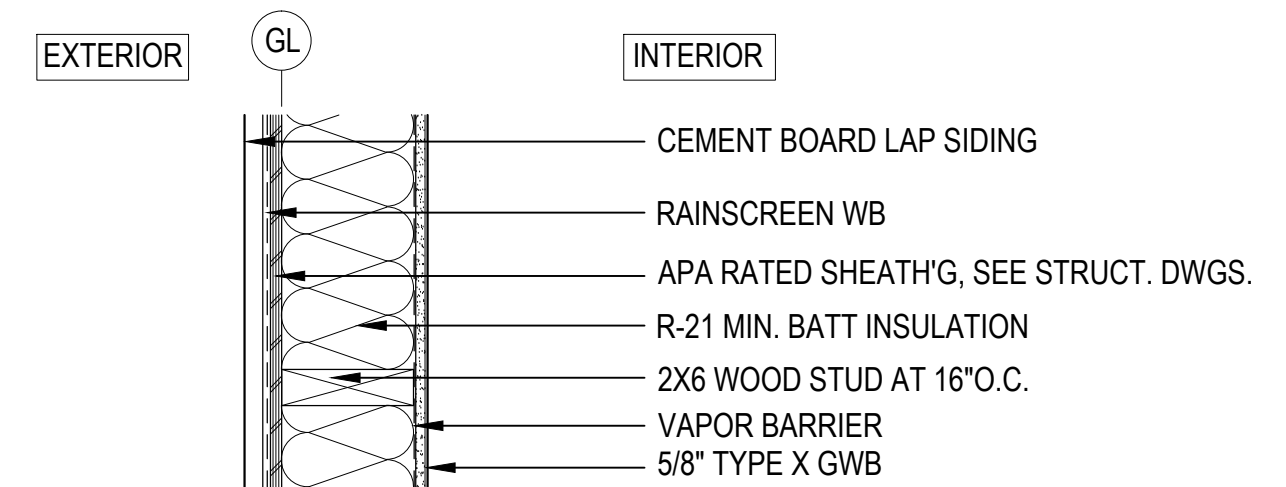 EXTERIOR
GL
INTERIOR
CEMENT BOARD LAP SIDING
RAINSCREEN WB
APA RATED SHEATH'G, SEE STRUCT. DWGS.
R-21 MIN. BATT INSULATION
2X6 WOOD STUD AT 16"O.C.
VAPOR BARRIER
5/8" TYPE X GWB